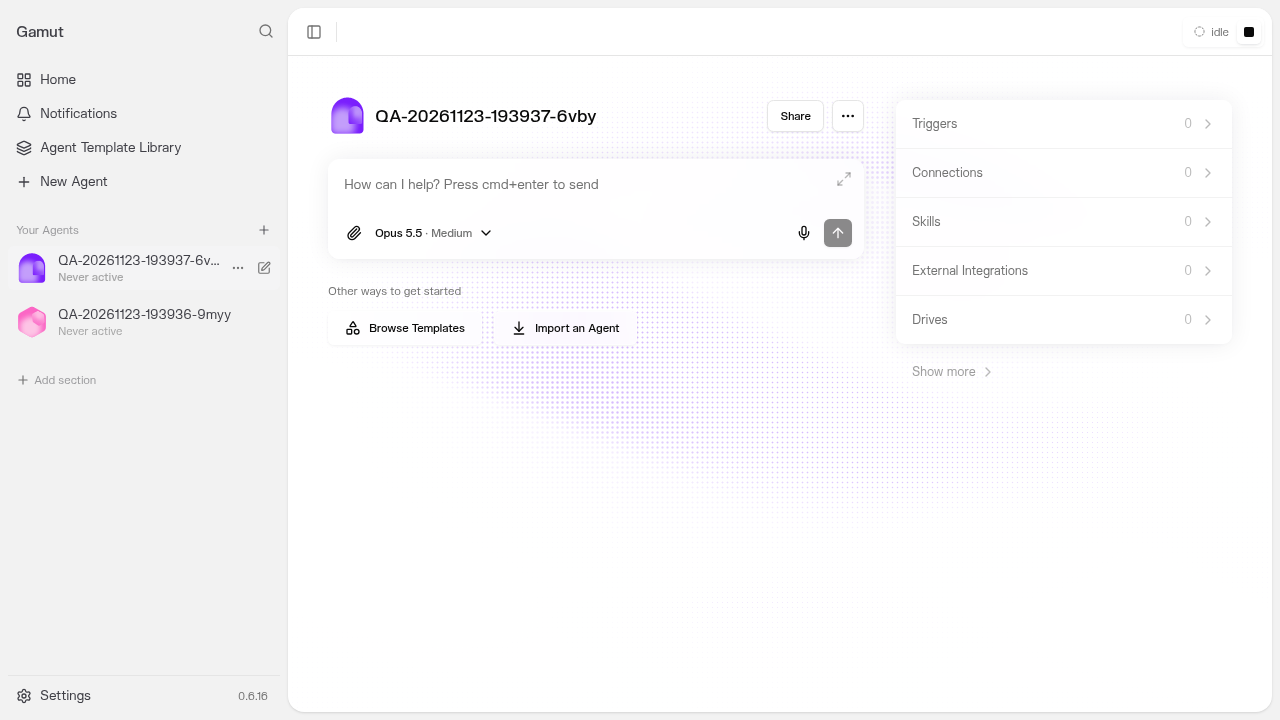 Gamut
Home
Notifications
Agent Template Library
New Agent
Your Agents
QA-20261123-193937-6v...
Never active
QA-20261123-193936-9myy
Never active
Add section
Settings
0.6.16
idle
QA-20261123-193937-6vby
Share
How can I help? Press cmd+enter to send
Opus 5.5 · Medium
Other ways to get started
Browse Templates
Import an Agent
Triggers 0
Connections 0
Skills 0
External Integrations 0
Drives 0
Show more